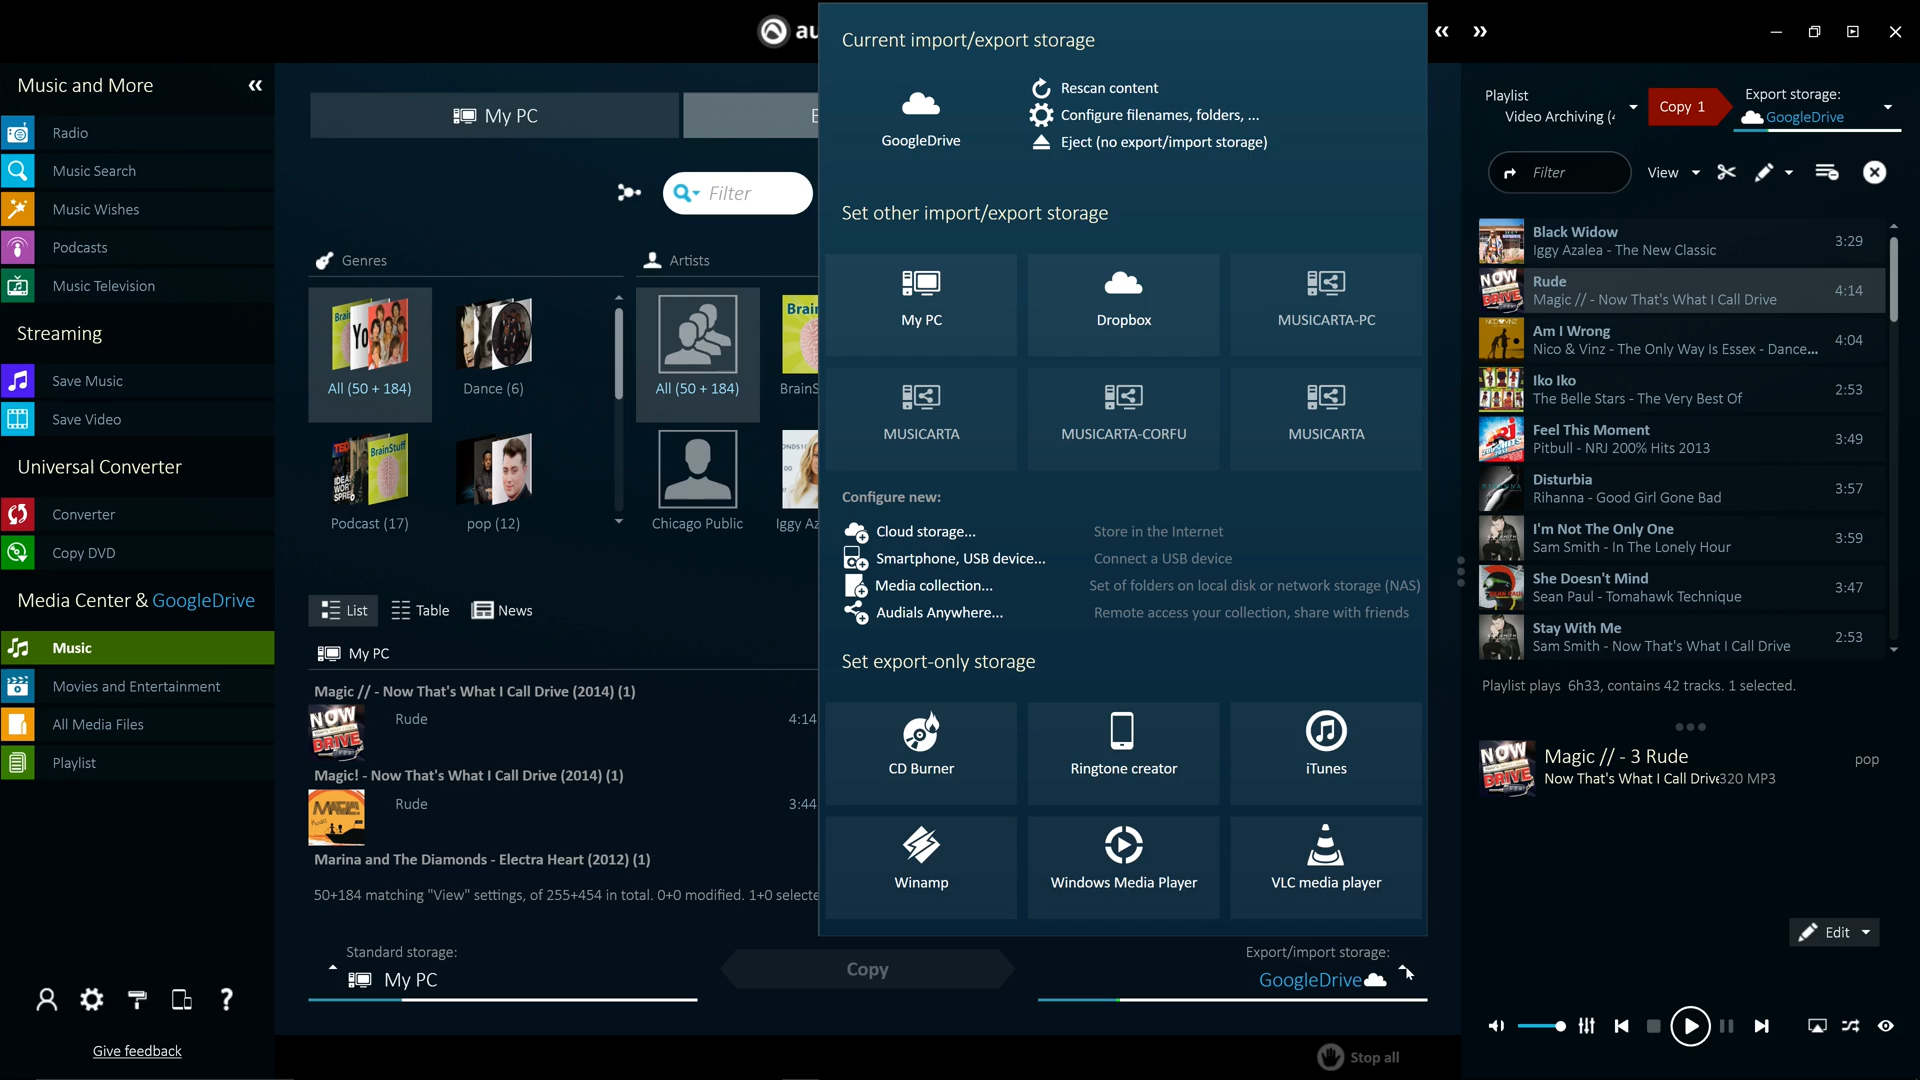 au
Music and More
Radio
Music Search
Music Wishes
Podcasts
Music Television
Streaming
Save Music
Save Video
Universal Converter
Converter
Copy DVD
Media Center & GoogleDrive
Music
Movies and Entertainment
All Media Files
Playlist
Give feedback
My PC
Filter
Genres
Artists
All (50 + 184)
Dance (6)
All (50 + 184)
BrainS
Podcast (17)
pop (12)
Chicago Public
Iggy Az
List
Table
News
My PC
Magic // - Now That's What I Call Drive (2014) (1)
Rude
4:14
Magic! - Now That's What I Call Drive (2014) (1)
Rude
3:44
Marina and The Diamonds - Electra Heart (2012) (1)
50+184 matching "View" settings, of 255+454 in total. 0+0 modified. 1+0 selecte
Standard storage:
My PC
Copy
Export/import storage:
GoogleDrive
Stop all
Current import/export storage
GoogleDrive
Rescan content
Configure filenames, folders, ...
Eject (no export/import storage)
Set other import/export storage
My PC
Dropbox
MUSICARTA-PC
MUSICARTA
MUSICARTA-CORFU
MUSICARTA
Configure new:
Cloud storage... Store in the Internet
Smartphone, USB device... Connect a USB device
Media collection... Set of folders on local disk or network storage (NAS)
Audials Anywhere... Remote access your collection, share with friends
Set export-only storage
CD Burner
Ringtone creator
iTunes
Winamp
Windows Media Player
VLC media player
Playlist
Video Archiving (
Copy 1
Export storage:
GoogleDrive
Filter
View
Black Widow
Iggy Azalea - The New Classic
3:29
Rude
Magic // - Now That's What I Call Drive
4:14
Am I Wrong
Nico & Vinz - The Only Way Is Essex - Dance...
4:04
Iko Iko
The Belle Stars - The Very Best Of
2:53
Feel This Moment
Pitbull - NRJ 200% Hits 2013
3:49
Disturbia
Rihanna - Good Girl Gone Bad
3:57
I'm Not The Only One
Sam Smith - In The Lonely Hour
3:59
She Doesn't Mind
Sean Paul - Tomahawk Technique
3:47
Stay With Me
Sam Smith - Now That's What I Call Drive
2:53
Playlist plays 6h33, contains 42 tracks. 1 selected.
Magic // - 3 Rude
pop
Now That's What I Call Drive
320 MP3
Edit